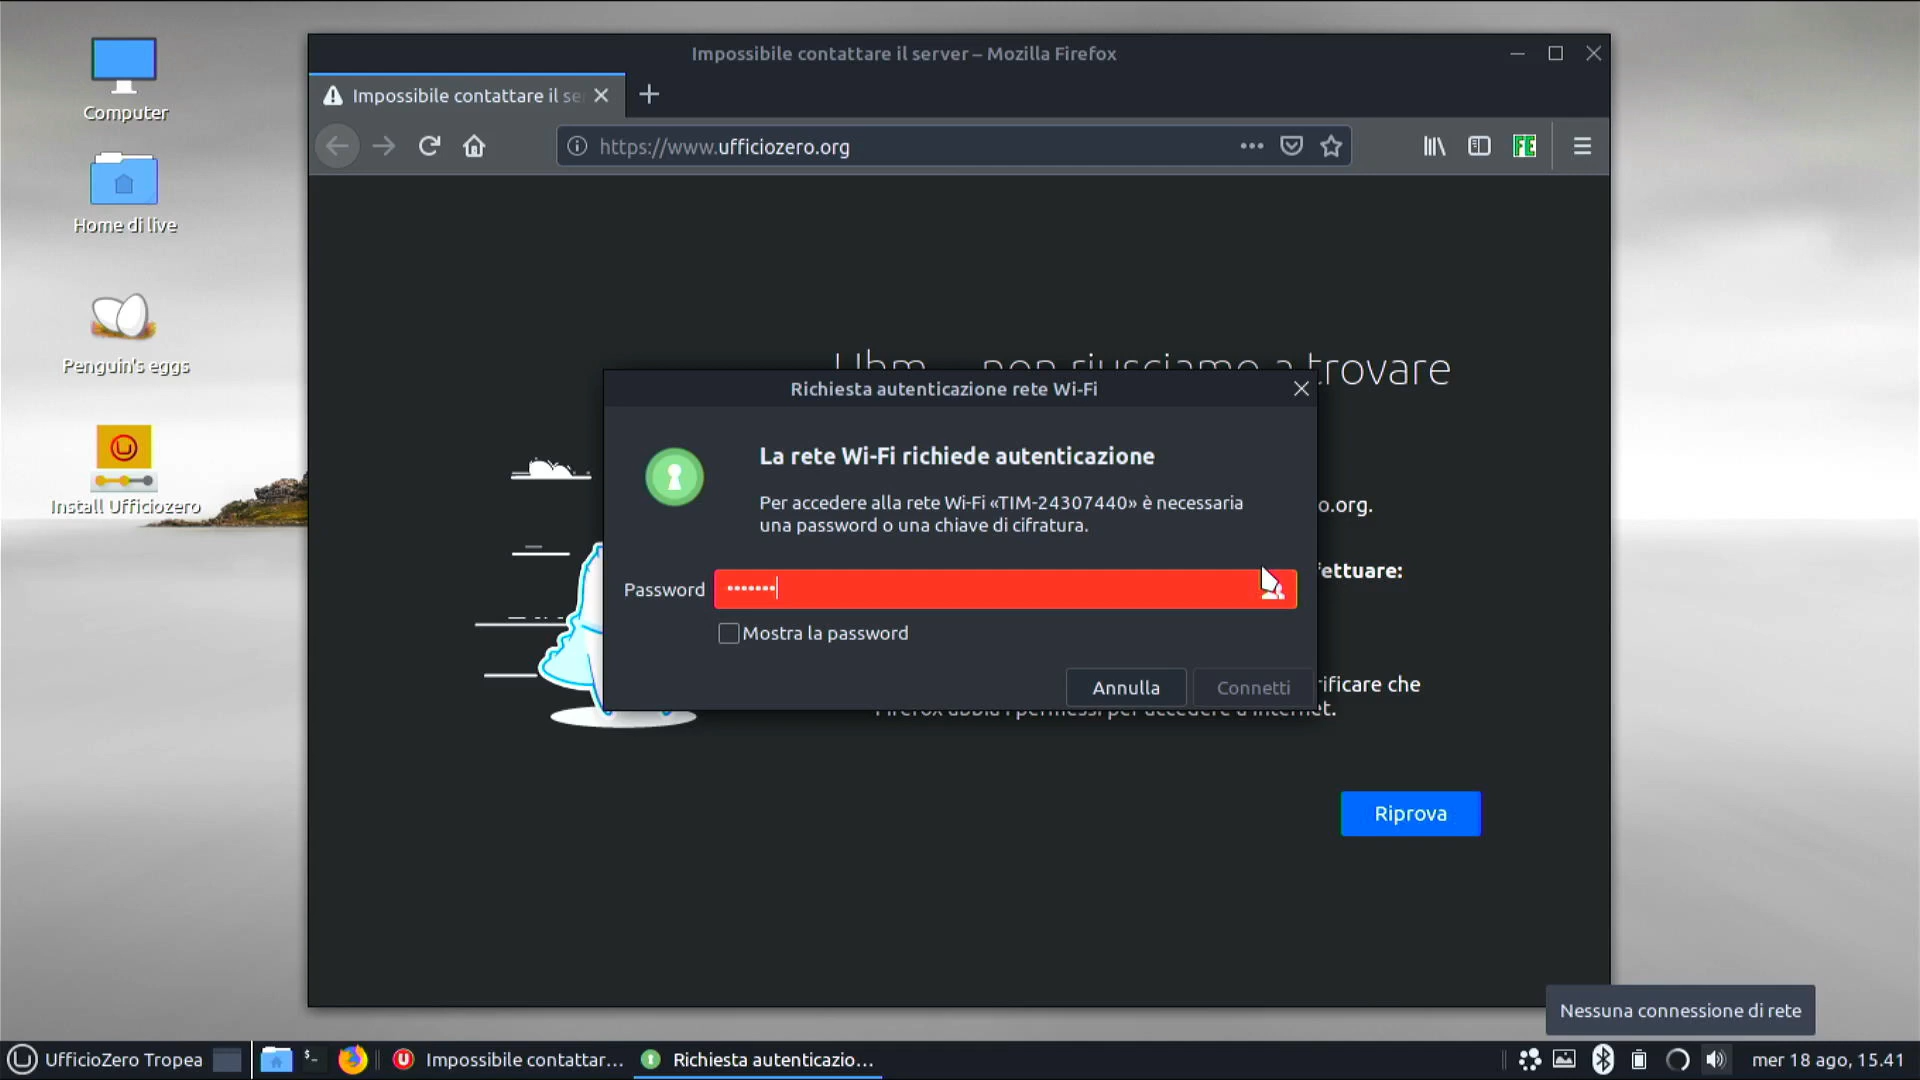 Computer
Home di live
Penguin's eggs
Install Ufficiozero
Impossibile contattare il server – Mozilla Firefox
Impossibile contattare il se
https://www.ufficiozero.org
FE
trovare
o.org.
fettuare:
rificare che
Richiesta autenticazione rete Wi-Fi
La rete Wi-Fi richiede autenticazione
Per accedere alla rete Wi-Fi «TIM-24307440» è necessaria
una password o una chiave di cifratura.
Password •••••••
Mostra la password
Annulla
Connetti
Riprova
Nessuna connessione di rete
UfficioZero Tropea
Impossibile contattar...
Richiesta autenticazio...
mer 18 ago, 15.41